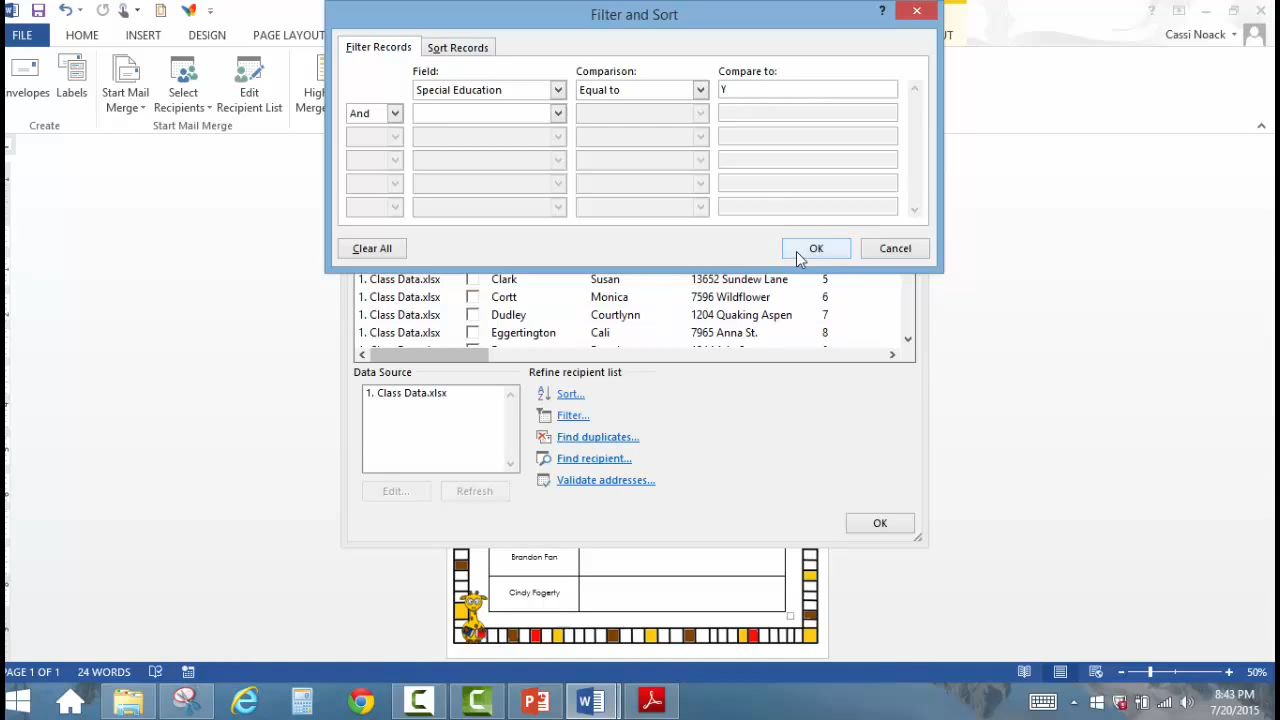 Filter and Sort
?
FILE HOME INSERT DESIGN PAGE LAYOUT
Cassi Noack
Filter Records Sort Records
Field: Comparison: Compare to:
Special Education Equal to Y
And
Start Mail Merge
Select Recipients
Edit Recipient List
Labels
Create
Start Mail Merge
Clear All OK Cancel
1. Class Data.xlsx Clark Susan 13652 Sundew Lane 5
1. Class Data.xlsx Cortt Monica 7596 Wildflower 6
1. Class Data.xlsx Dudley Courtlynn 1204 Quaking Aspen 7
1. Class Data.xlsx Eggertington Cali 7965 Anna St. 8
Data Source Refine recipient list
1. Class Data.xlsx
Sort...
Filter...
Find duplicates...
Find recipient...
Validate addresses...
Edit... Refresh
OK
Brandon Fan
Cindy Fogerty
PAGE 1 OF 1 24 WORDS 50%
8:43 PM
7/20/2015